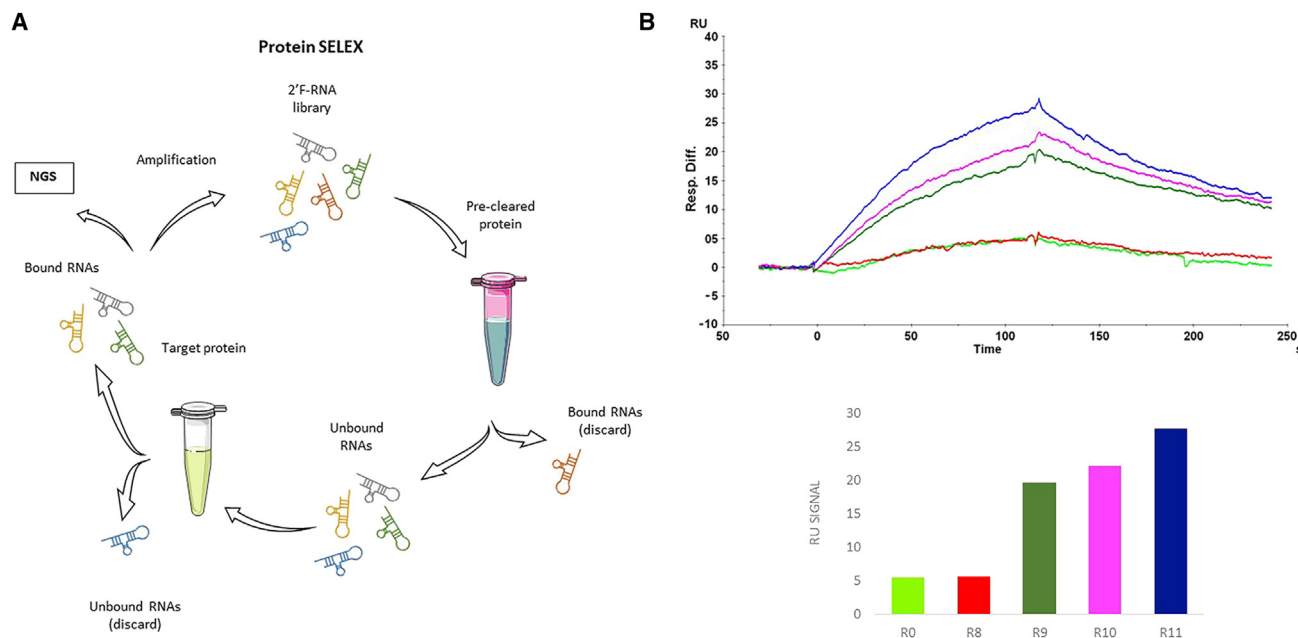 A
Protein SELEX
2'F-RNA
library
Amplification
NGS
Pre-cleared
protein
Bound RNAs
Target protein
Bound RNAs
(discard)
Unbound
RNAs
Unbound RNAs
(discard)
B
RU
40
35
30
25
20
15
10
05
0
-5
-10
Resp. Diff.
50 0 50 100 150 200 250
Time
s
30
25
20
15
10
5
0
RU SIGNAL
R0 R8 R9 R10 R11